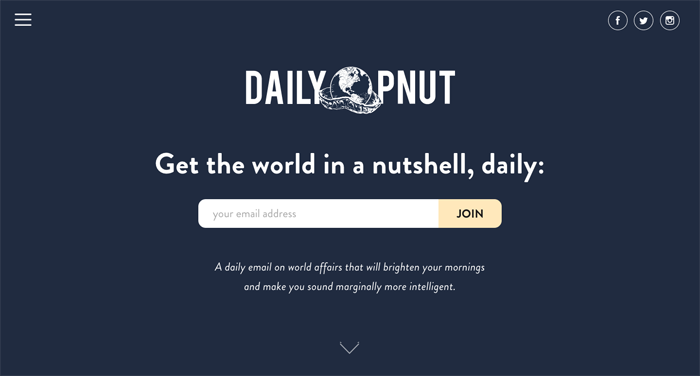 DAILY PNUT
Get the world in a nutshell, daily:
your email address
JOIN
A daily email on world affairs that will brighten your mornings
and make you sound marginally more intelligent.